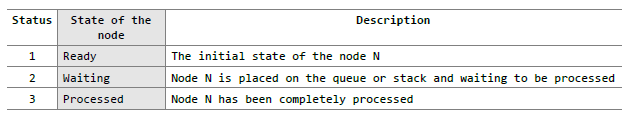 Status State of the node Description
1 Ready The initial state of the node N
2 Waiting Node N is placed on the queue or stack and waiting to be processed
3 Processed Node N has been completely processed